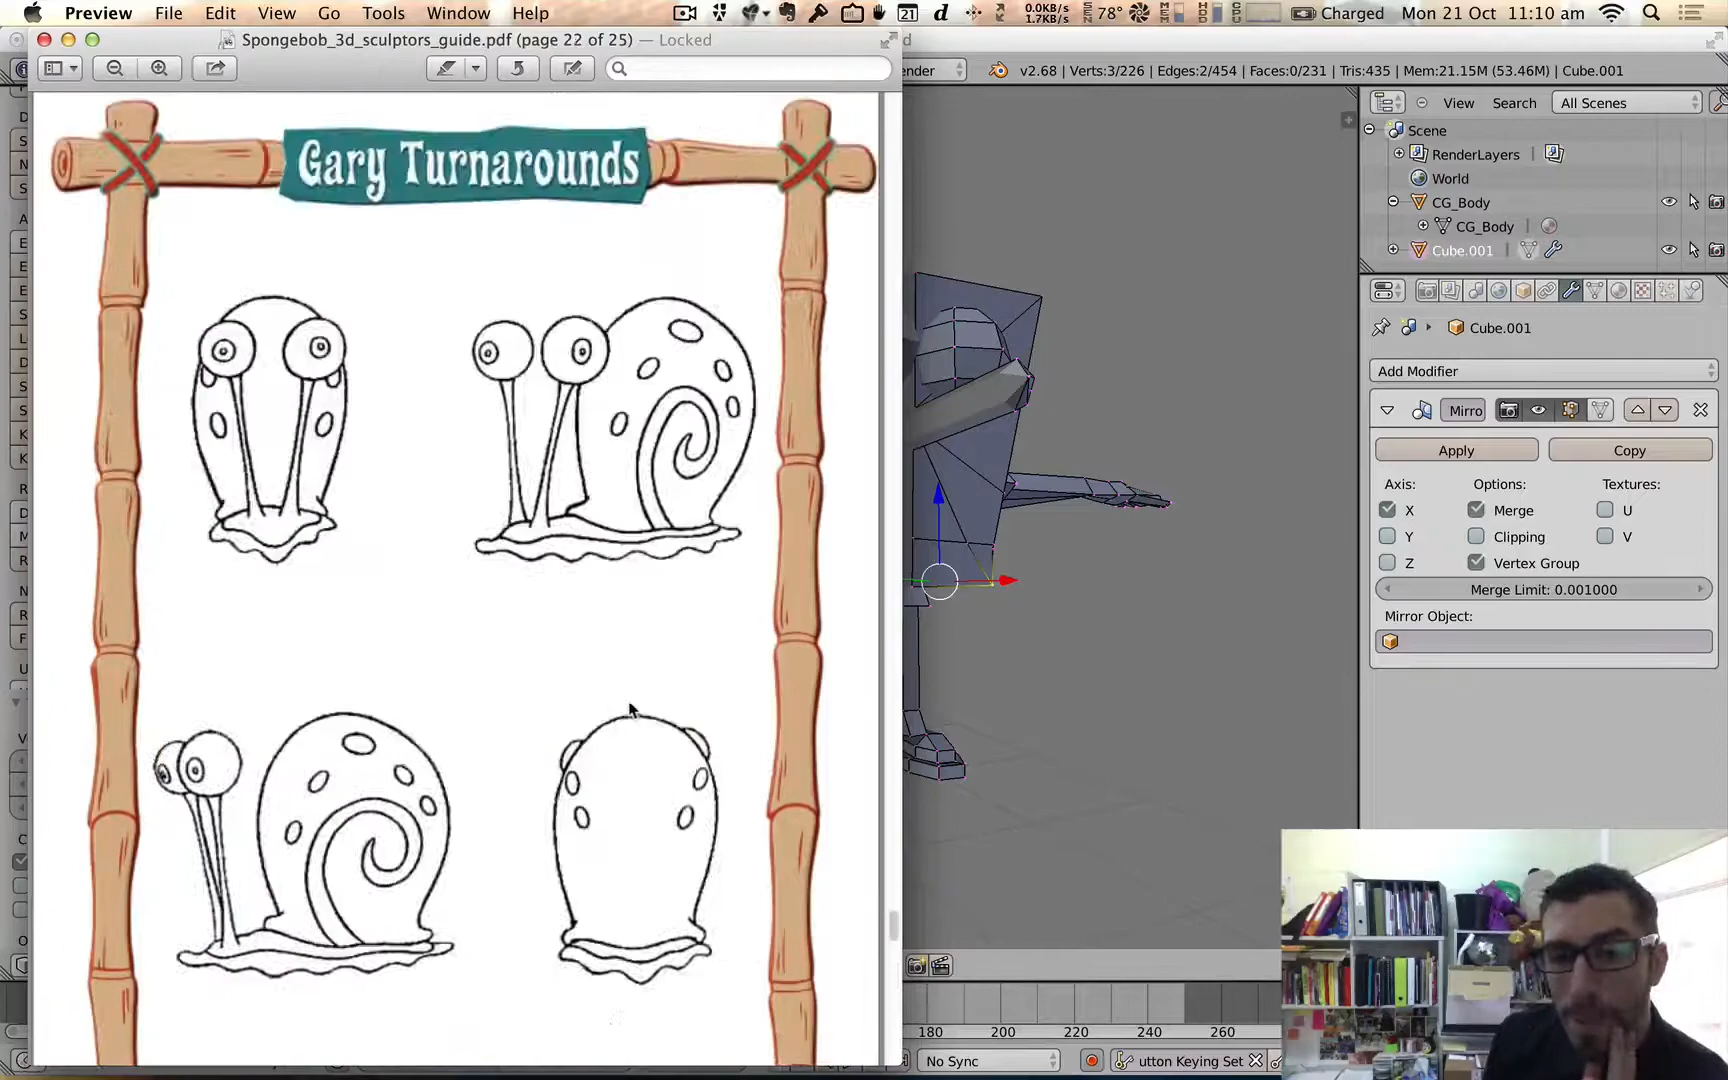 Preview File Edit View Go Tools Window Help 21 d 0.0KB/s 1.7KB/s 78° Charged Mon 21 Oct 11:10 am
Spongebob_3d_sculptors_guide.pdf (page 22 of 25) — Locked
ender v2.68 | Verts:3/226 | Edges:2/454 | Faces:0/231 | Tris:435 | Mem:21.15M (53.46M) | Cube.001
View Search All Scenes
Scene
RenderLayers
World
CG_Body
CG_Body
Cube.001
Gary Turnarounds
Cube.001
Add Modifier
Mirro
Apply Copy
Axis: Options: Textures:
X Merge U
Y Clipping V
Z Vertex Group
Merge Limit: 0.001000
Mirror Object:
180 200 220 240 260
No Sync utton Keying Set